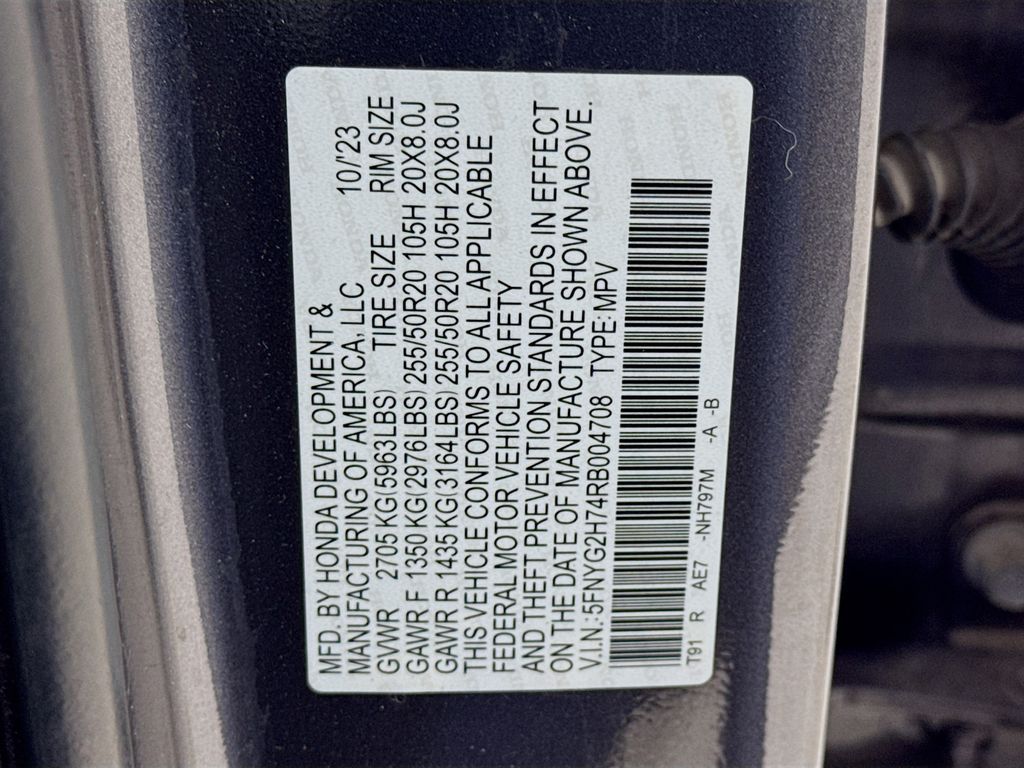 MFD. BY HONDA DEVELOPMENT &
MANUFACTURING OF AMERICA, LLC 10/'23
GVWR 2705 KG(5963LBS) TIRE SIZE RIM SIZE
GAWR F 1350 KG(2976LBS) 255/50R20 105H 20X8.0J
GAWR R 1435 KG(3164LBS) 255/50R20 105H 20X8.0J
THIS VEHICLE CONFORMS TO ALL APPLICABLE
FEDERAL MOTOR VEHICLE SAFETY
AND THEFT PREVENTION STANDARDS IN EFFECT
ON THE DATE OF MANUFACTURE SHOWN ABOVE.
V.I.N.:5FNYG2H74RB004708 TYPE:MPV
T91 R AE7 -NH797M -A -B